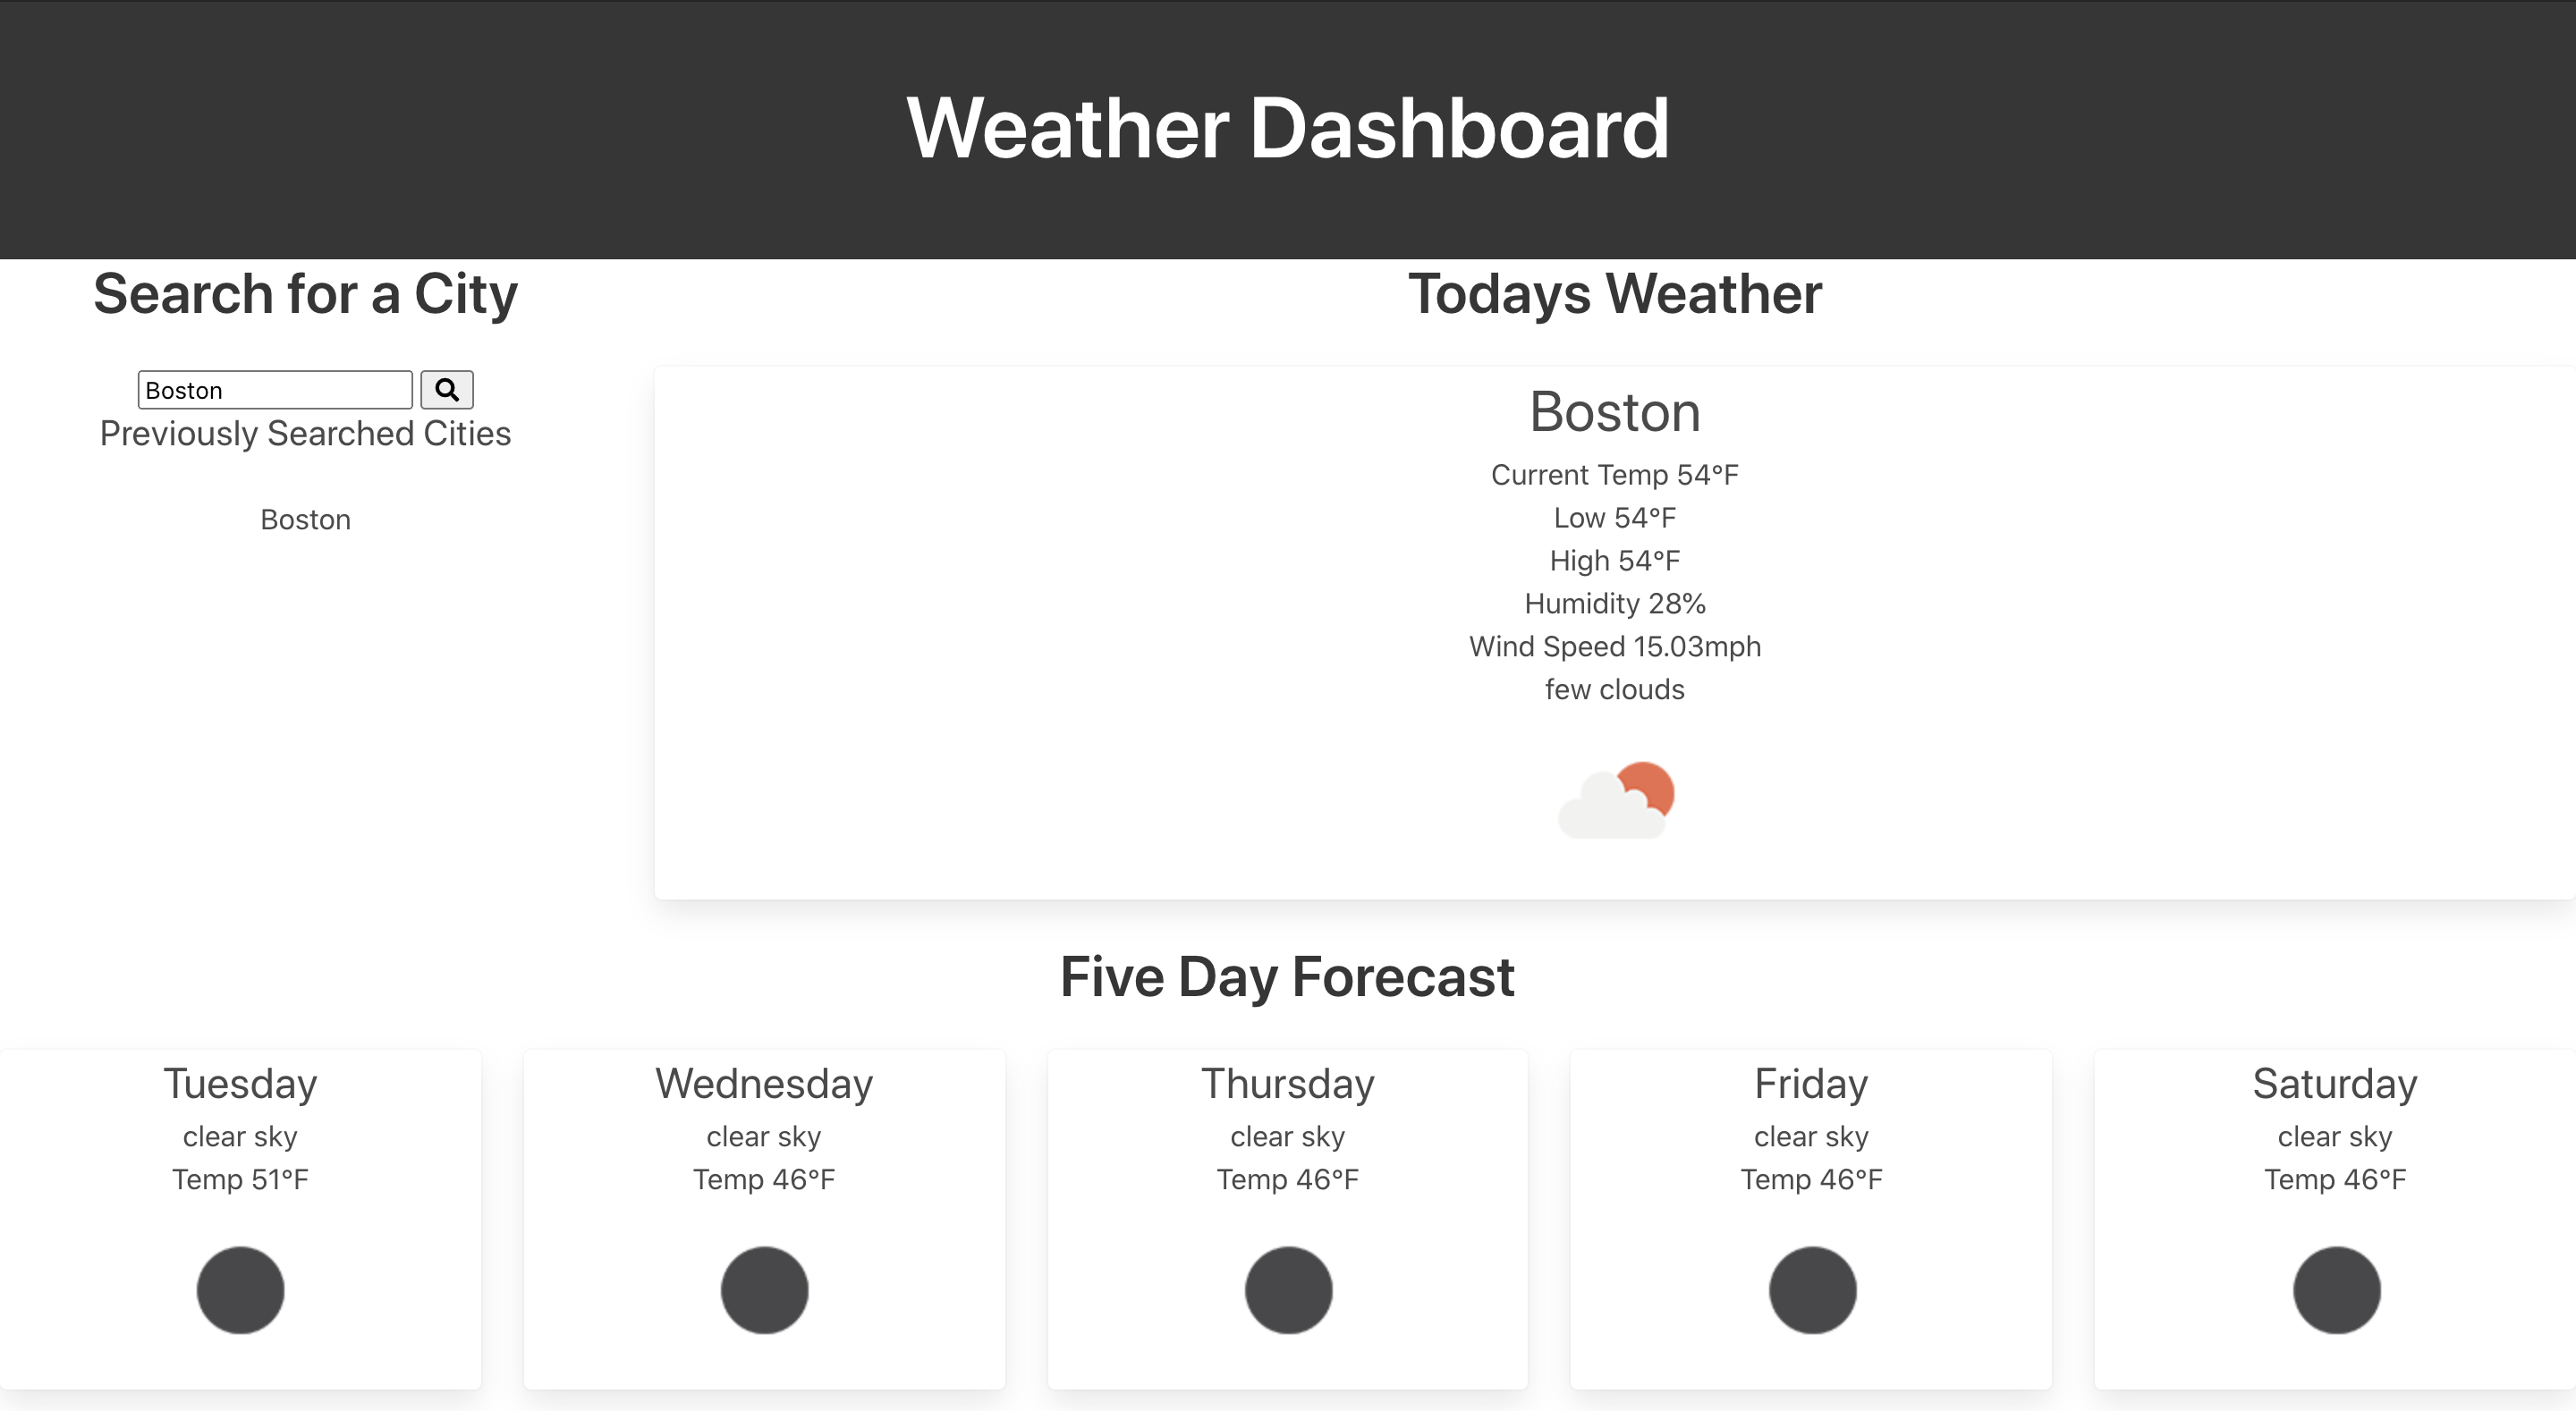 Weather Dashboard
Search for a City
Boston
Previously Searched Cities
Boston
Todays Weather
Boston
Current Temp 54°F
Low 54°F
High 54°F
Humidity 28%
Wind Speed 15.03mph
few clouds
Five Day Forecast
Tuesday
clear sky
Temp 51°F
Wednesday
clear sky
Temp 46°F
Thursday
clear sky
Temp 46°F
Friday
clear sky
Temp 46°F
Saturday
clear sky
Temp 46°F